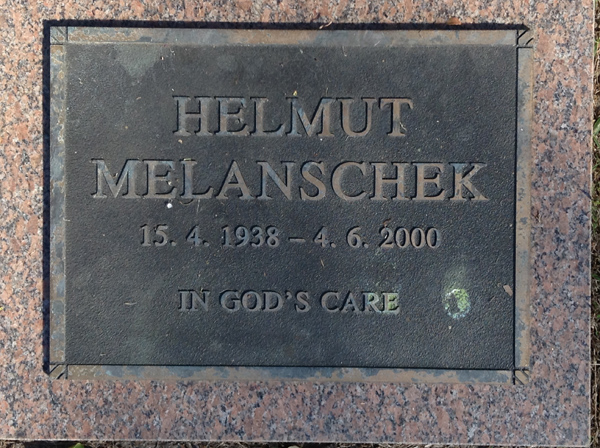 HELMUT
MELANSCHEK
15. 4. 1938 – 4. 6. 2000
IN GOD'S CARE